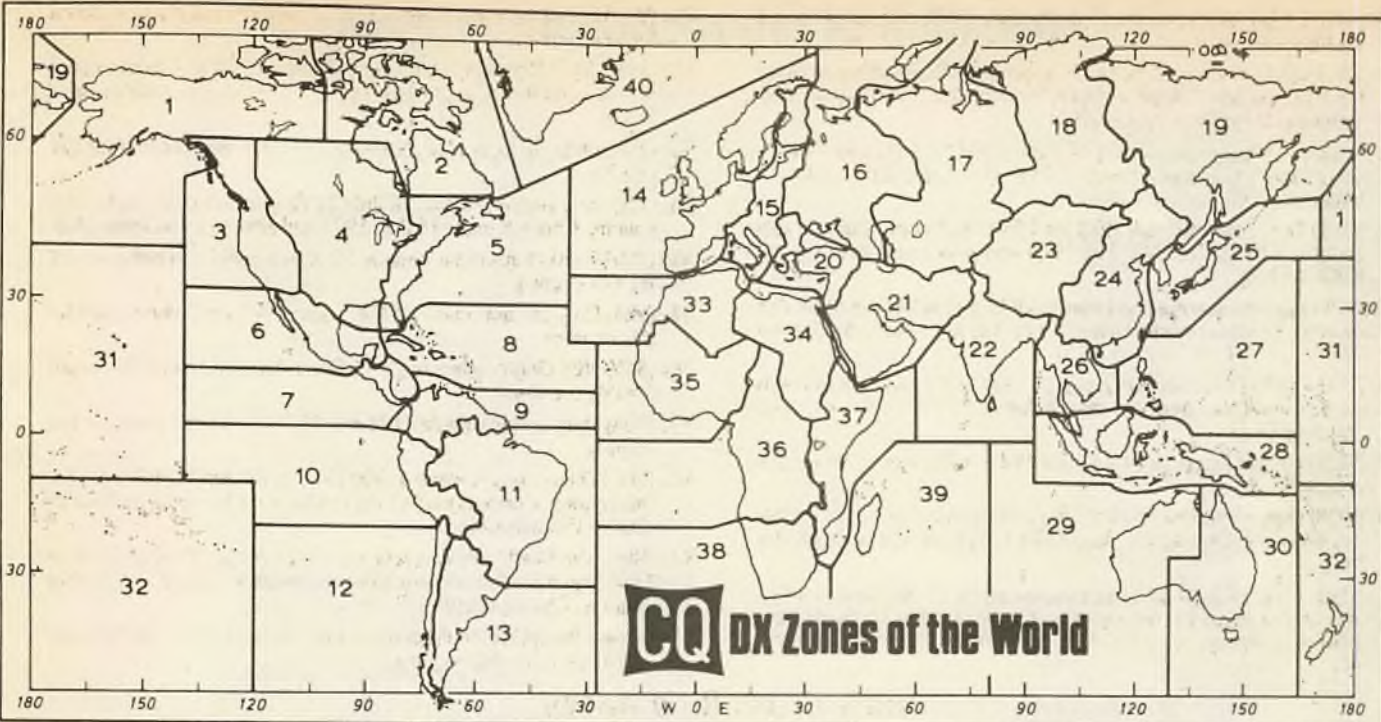 180 150 120 90 60 30 0 30 90 120 150 180
19 1 2 40 18 19
60 60
3 4 5 14 15 16 17 1
20 23 24 25
30 30
6 8 33 34 21 22 26 27 31
31 7 9 35 37
0 0
10 11 36 39 28
38 29 30
30 30
32 12 13 32
CQ DX Zones of the World
180 150 120 90 60 30 W 0 E 30 60 90 120 150 180